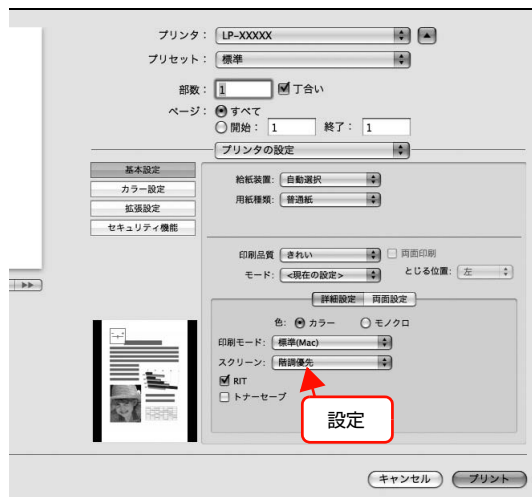 プリンタ： LP-XXXXX
プリセット： 標準
部数： 1 丁合い
ページ： すべて
開始： 1 終了： 1
プリンタの設定
基本設定
カラー設定
拡張設定
セキュリティ機能
給紙装置： 自動選択
用紙種類： 普通紙
印刷品質 きれい 両面印刷
モード： <現在の設定> とじる位置： 左
詳細設定 両面設定
色： カラー モノクロ
印刷モード： 標準(Mac)
スクリーン： 階調優先
RIT
トナーセーブ
設定
キャンセル プリント